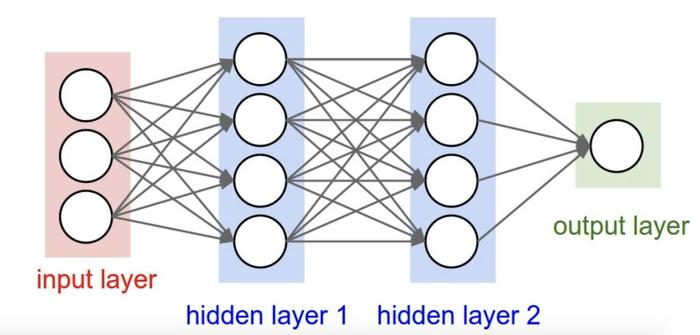 input layer
hidden layer 1
hidden layer 2
output layer